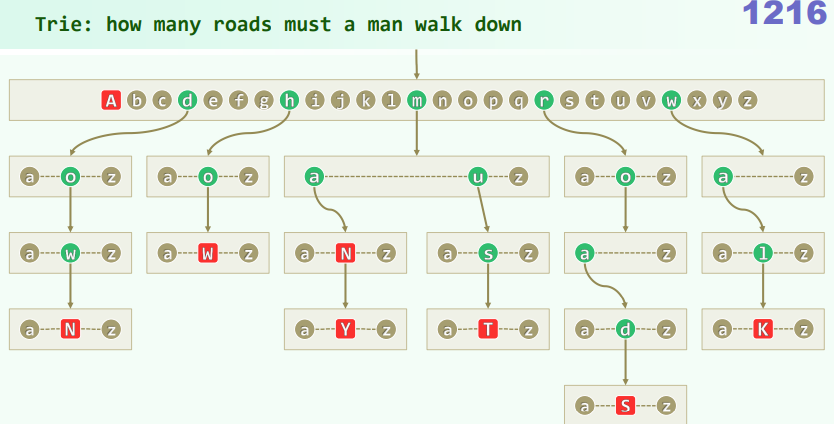 Trie: how many roads must a man walk down
1216
A b c d e f g h i j k l m n o p q r s t u v w x y z
a o z a o z a u z a o z a z
a w z a W z a N z a s z a z a l z
a N z a Y z a T z a d z a K z
a S z